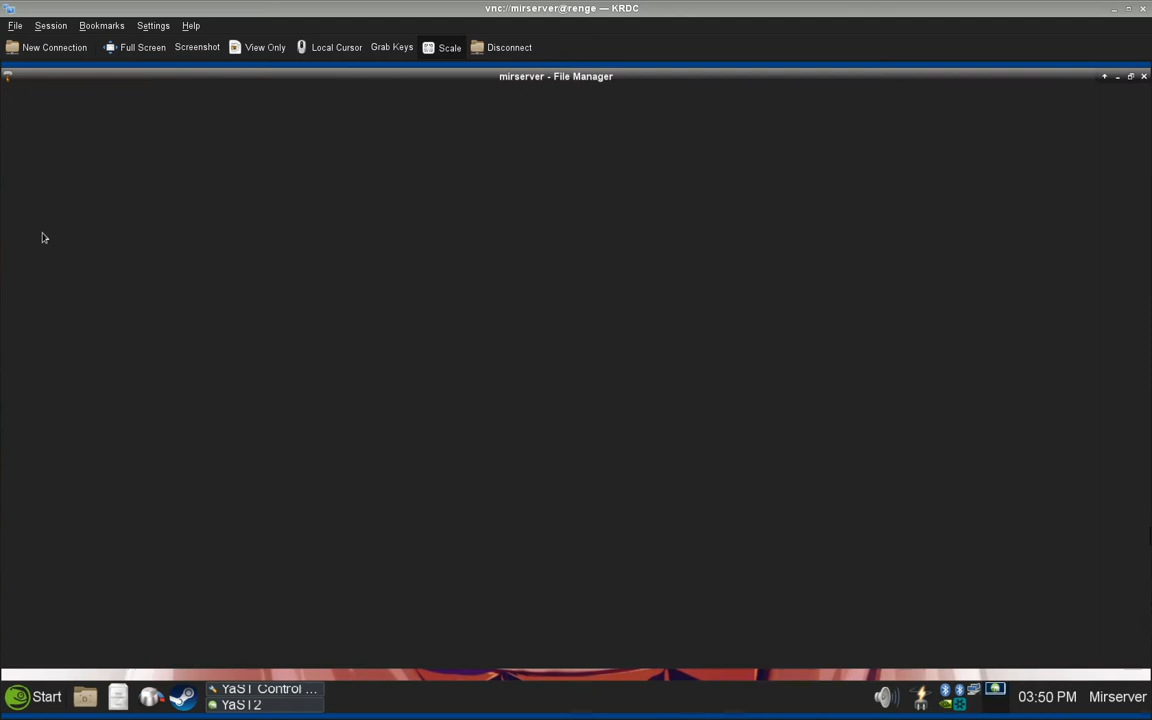 vnc://mirserver@renge — KRDC
File Session Bookmarks Settings Help
New Connection Full Screen Screenshot View Only Local Cursor Grab Keys Scale Disconnect
mirserver - File Manager
Start YaST Control ... 03:50 PM Mirserver
YaST2